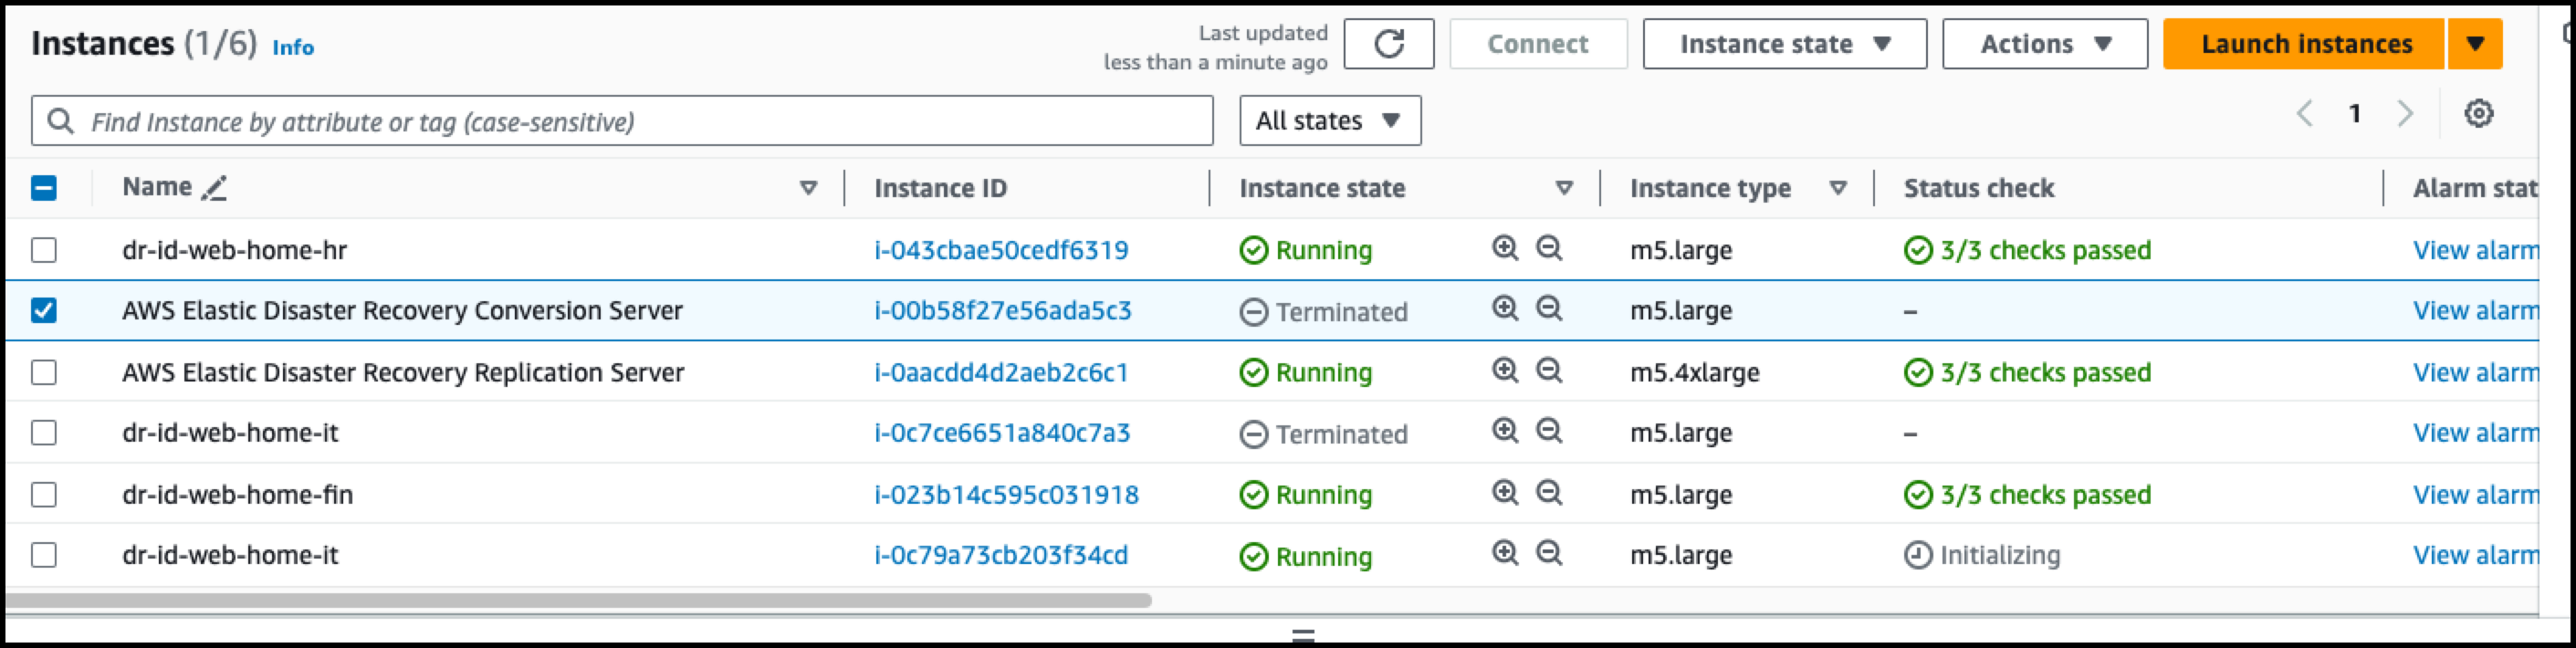 Instances (1/6) Info
Last updated
less than a minute ago
Connect
Instance state
Actions
Launch instances
Find Instance by attribute or tag (case-sensitive)
All states
1
Name Instance ID Instance state Instance type Status check Alarm stat
dr-id-web-home-hr i-043cbae50cedf6319 Running m5.large 3/3 checks passed View alarm
AWS Elastic Disaster Recovery Conversion Server i-00b58f27e56ada5c3 Terminated m5.large – View alarm
AWS Elastic Disaster Recovery Replication Server i-0aacdd4d2aeb2c6c1 Running m5.4xlarge 3/3 checks passed View alarm
dr-id-web-home-it i-0c7ce6651a840c7a3 Terminated m5.large – View alarm
dr-id-web-home-fin i-023b14c595c031918 Running m5.large 3/3 checks passed View alarm
dr-id-web-home-it i-0c79a73cb203f34cd Running m5.large Initializing View alarm